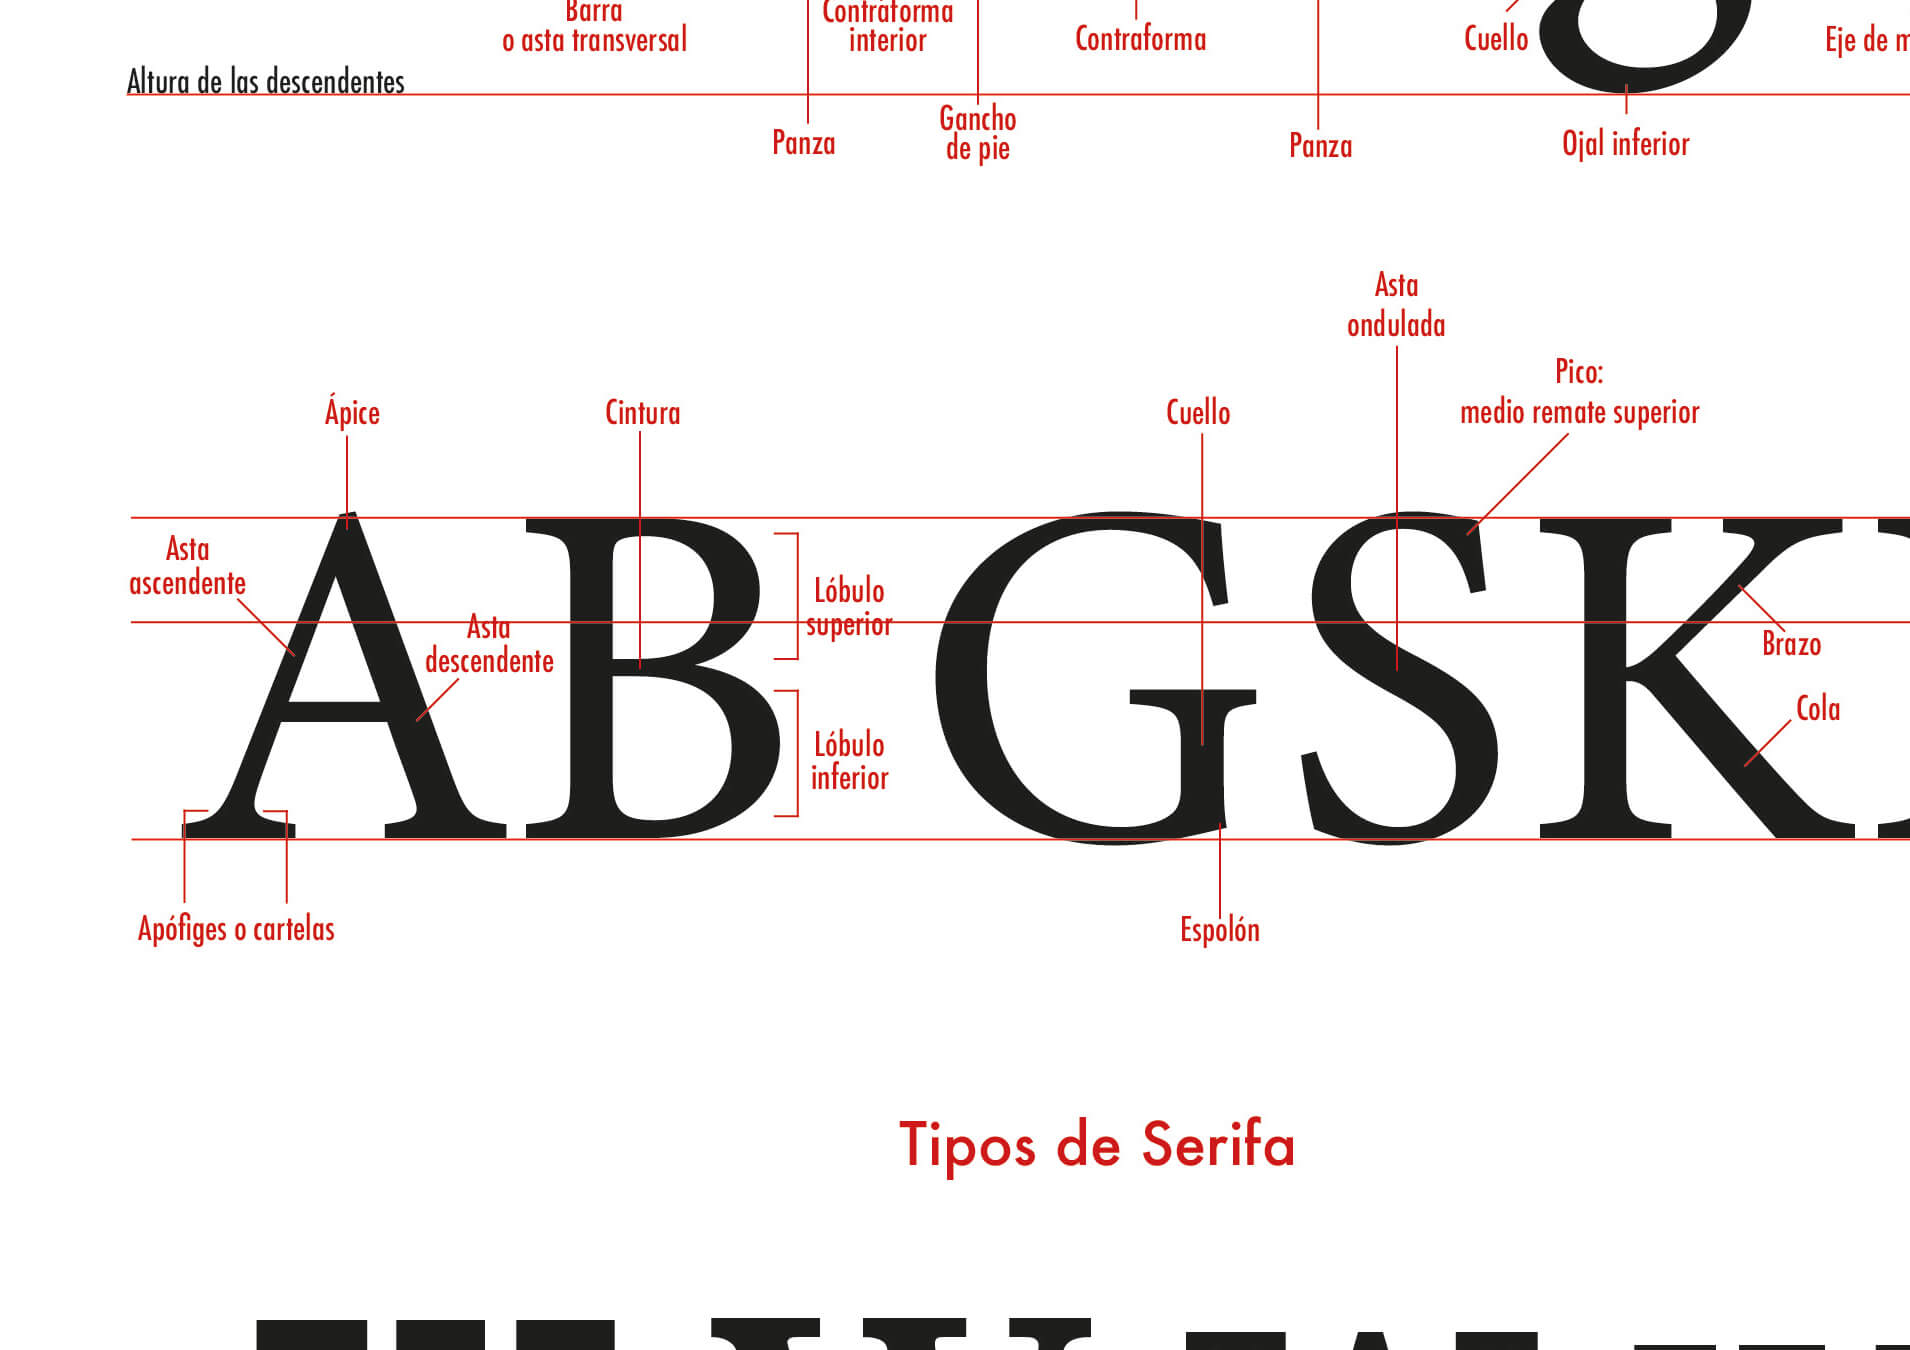 Barra
o asta transversal
Contraforma
interior
Contraforma
Cuello
Eje de
Altura de las descendentes
Panza
Gancho
de pie
Panza
Ojal inferior
Asta
ondulada
Pico:
medio remate superior
Ápice
Cintura
Cuello
Asta
ascendente
Asta
descendente
Lóbulo
superior
Lóbulo
inferior
Brazo
Cola
A B G S K
Apófiges o cartelas
Espolón
Tipos de Serifa